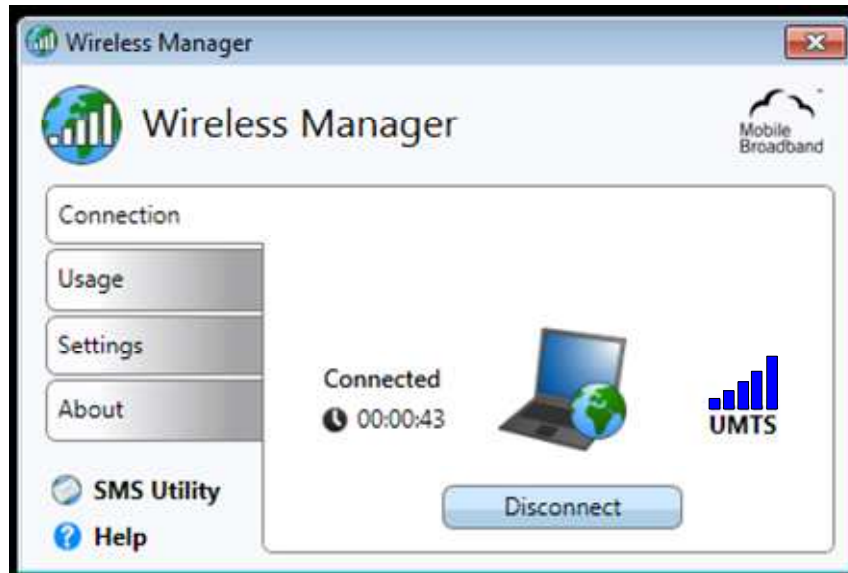 Wireless Manager
Wireless Manager
Mobile
Broadband
Connection
Usage
Settings
About
Connected
00:00:43
UMTS
SMS Utility
Disconnect
? Help